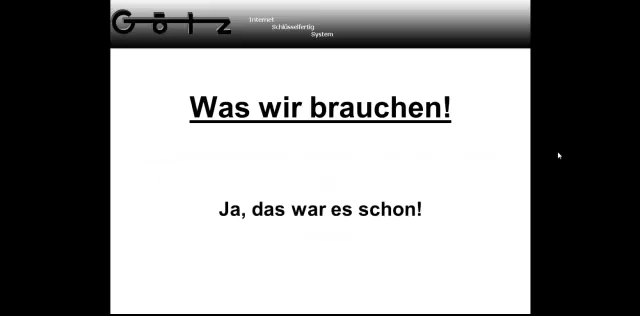 Götz
Internet
Schlüsselfertig
System
Was wir brauchen!
Ja, das war es schon!